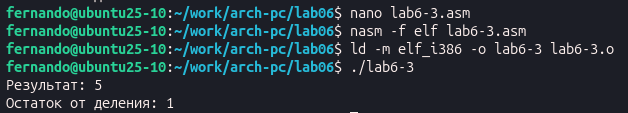 fernando@ubuntu25-10:~/work/arch-pc/lab06$ nano lab6-3.asm
fernando@ubuntu25-10:~/work/arch-pc/lab06$ nasm -f elf lab6-3.asm
fernando@ubuntu25-10:~/work/arch-pc/lab06$ ld -m elf_i386 -o lab6-3 lab6-3.o
fernando@ubuntu25-10:~/work/arch-pc/lab06$ ./lab6-3
Результат: 5
Остаток от деления: 1